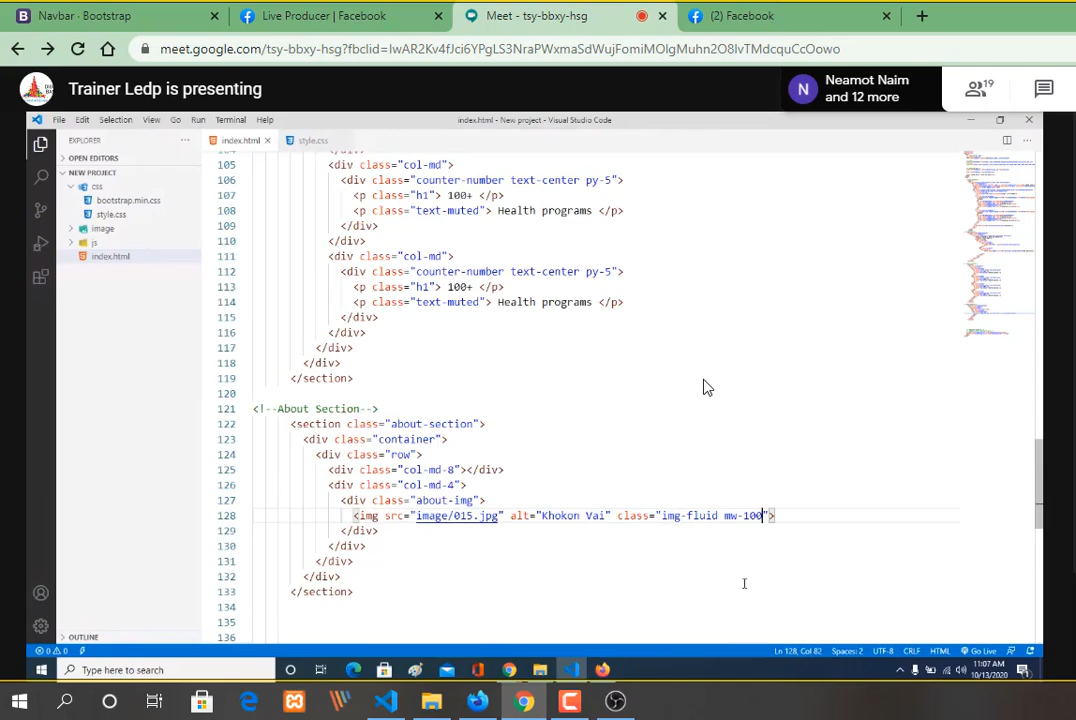 Navbar - Bootstrap
Live Producer | Facebook
Meet - tsy-bbxy-hsg
(2) Facebook
meet.google.com/tsy-bbxy-hsg?fbclid=IwAR2Kv4fJci6YPgLS3NraPWxmaSdWujFomiMOlgMuhn2O8lvTMdcquCcOowo
Trainer Ledp is presenting
N
Neamot Naim
and 12 more
19
File Edit Selection View Go Run Terminal Help
index.html - New project - Visual Studio Code
EXPLORER
index.html
style.css
OPEN EDITORS
NEW PROJECT
css
bootstrap.min.css
style.css
image
js
index.html
105 <div class="col-md">
106 <div class="counter-number text-center py-5">
107 <p class="h1"> 100+ </p>
108 <p class="text-muted"> Health programs </p>
109 </div>
110 </div>
111 <div class="col-md">
112 <div class="counter-number text-center py-5">
113 <p class="h1"> 100+ </p>
114 <p class="text-muted"> Health programs </p>
115 </div>
116 </div>
117 </div>
118 </div>
119 </section>
120
121 <!--About Section-->
122 <section class="about-section">
123 <div class="container">
124 <div class="row">
125 <div class="col-md-8"></div>
126 <div class="col-md-4">
127 <div class="about-img">
128 <img src="image/015.jpg" alt="Khokon Vai" class="img-fluid mw-100">
129 </div>
130 </div>
131 </div>
132 </div>
133 </section>
134
135
136
OUTLINE
0 0
Ln 128, Col 82 Spaces: 2 UTF-8 CRLF HTML Go Live
Type here to search
11:07 AM
10/13/2020